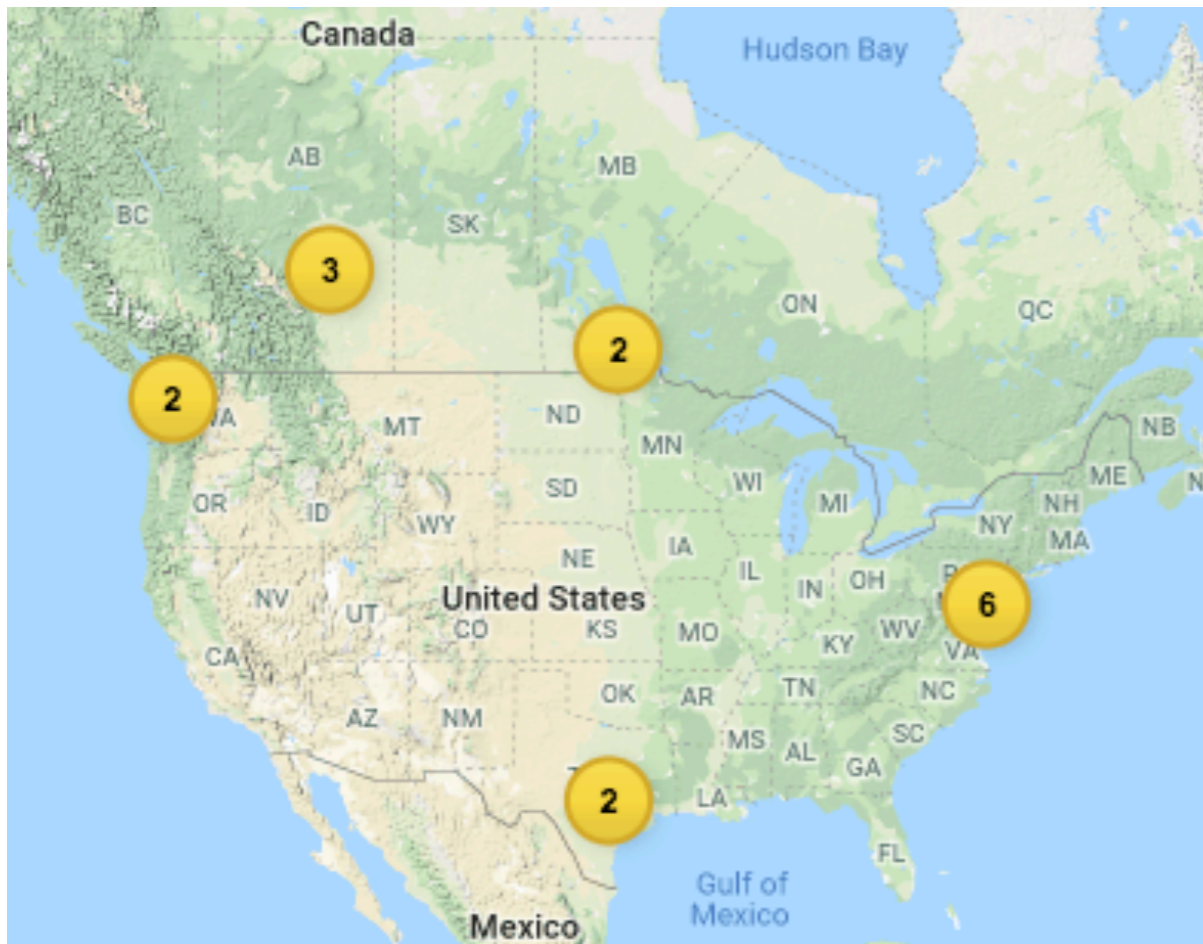 Canada
Hudson Bay
AB
MB
BC
SK
3
ON
QC
2
2
ND
MT
NB
MN
ME
WI
SD
MI
NH
OR
ID
WY
NY
MA
IA
NE
IL
IN
OH
NV
United States
6
UT
CO
KS
MO
KY
WV
CA
VA
OK
AR
TN
NC
AZ
NM
MS
AL
SC
GA
2
LA
FL
Gulf of
Mexico
Mexico